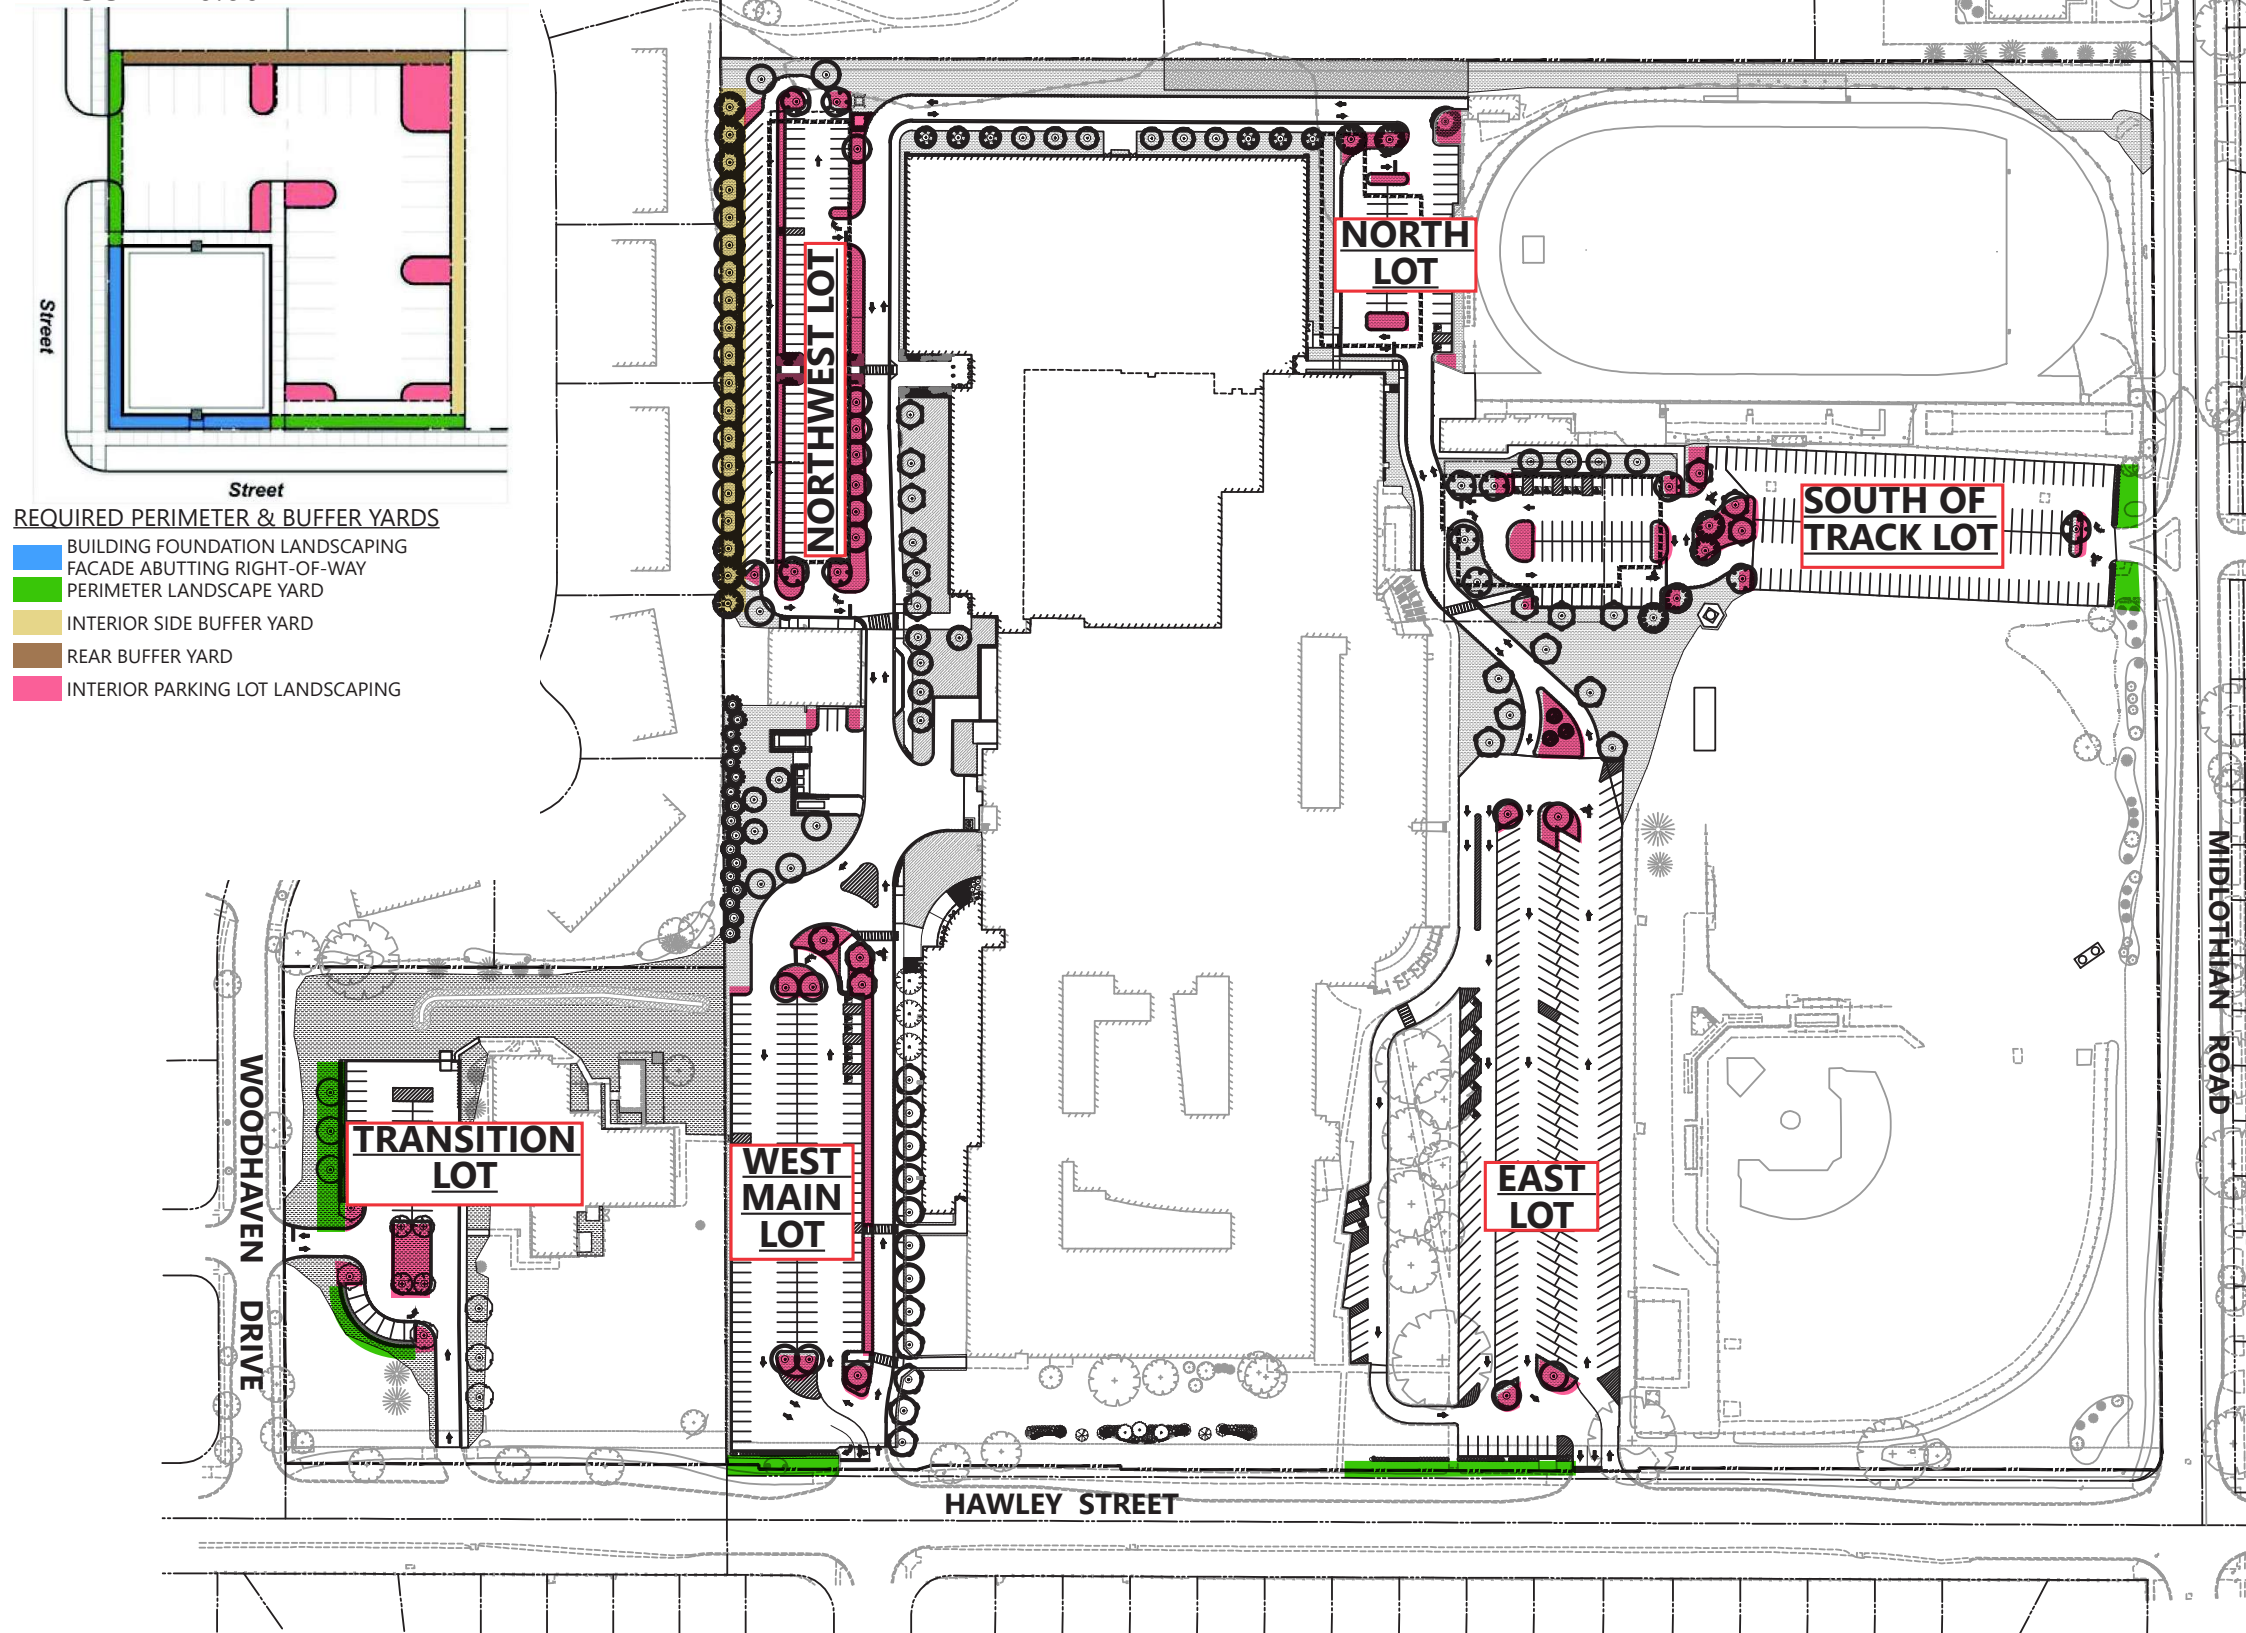 Street
Street
REQUIRED PERIMETER & BUFFER YARDS
BUILDING FOUNDATION LANDSCAPING
FACADE ABUTTING RIGHT-OF-WAY
PERIMETER LANDSCAPE YARD
INTERIOR SIDE BUFFER YARD
REAR BUFFER YARD
INTERIOR PARKING LOT LANDSCAPING
NORTHWEST LOT
NORTH
LOT
SOUTH OF
TRACK LOT
MIDLOTHIAN ROAD
WOODHAVEN DRIVE
TRANSITION
LOT
WEST
MAIN
LOT
EAST
LOT
HAWLEY STREET